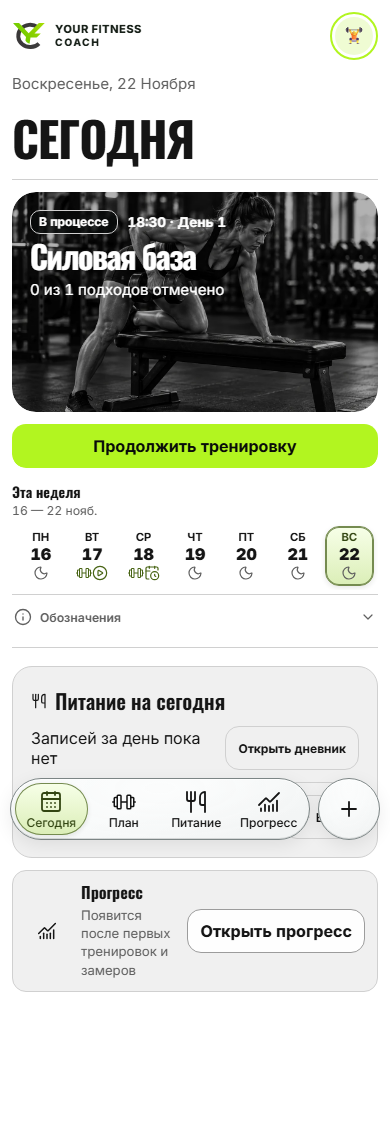 YOUR FITNESS
COACH
Воскресенье, 22 Ноября
СЕГОДНЯ
В процессе 18:30 · День 1
Силовая база
0 из 1 подходов отмечено
Продолжить тренировку
Эта неделя
16 — 22 нояб.
ПН ВТ СР ЧТ ПТ СБ ВС
16 17 18 19 20 21 22
Обозначения
Питание на сегодня
Записей за день пока
нет
Открыть дневник
Сегодня План Питание Прогресс
Прогресс
Появится
после первых
тренировок и
замеров
Открыть прогресс